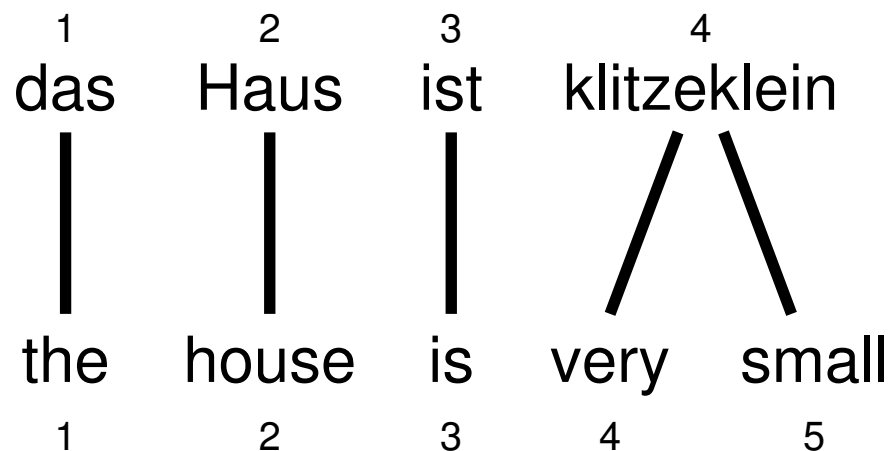 1 2 3 4
das Haus ist klitzeklein
the house is very small
1 2 3 4 5